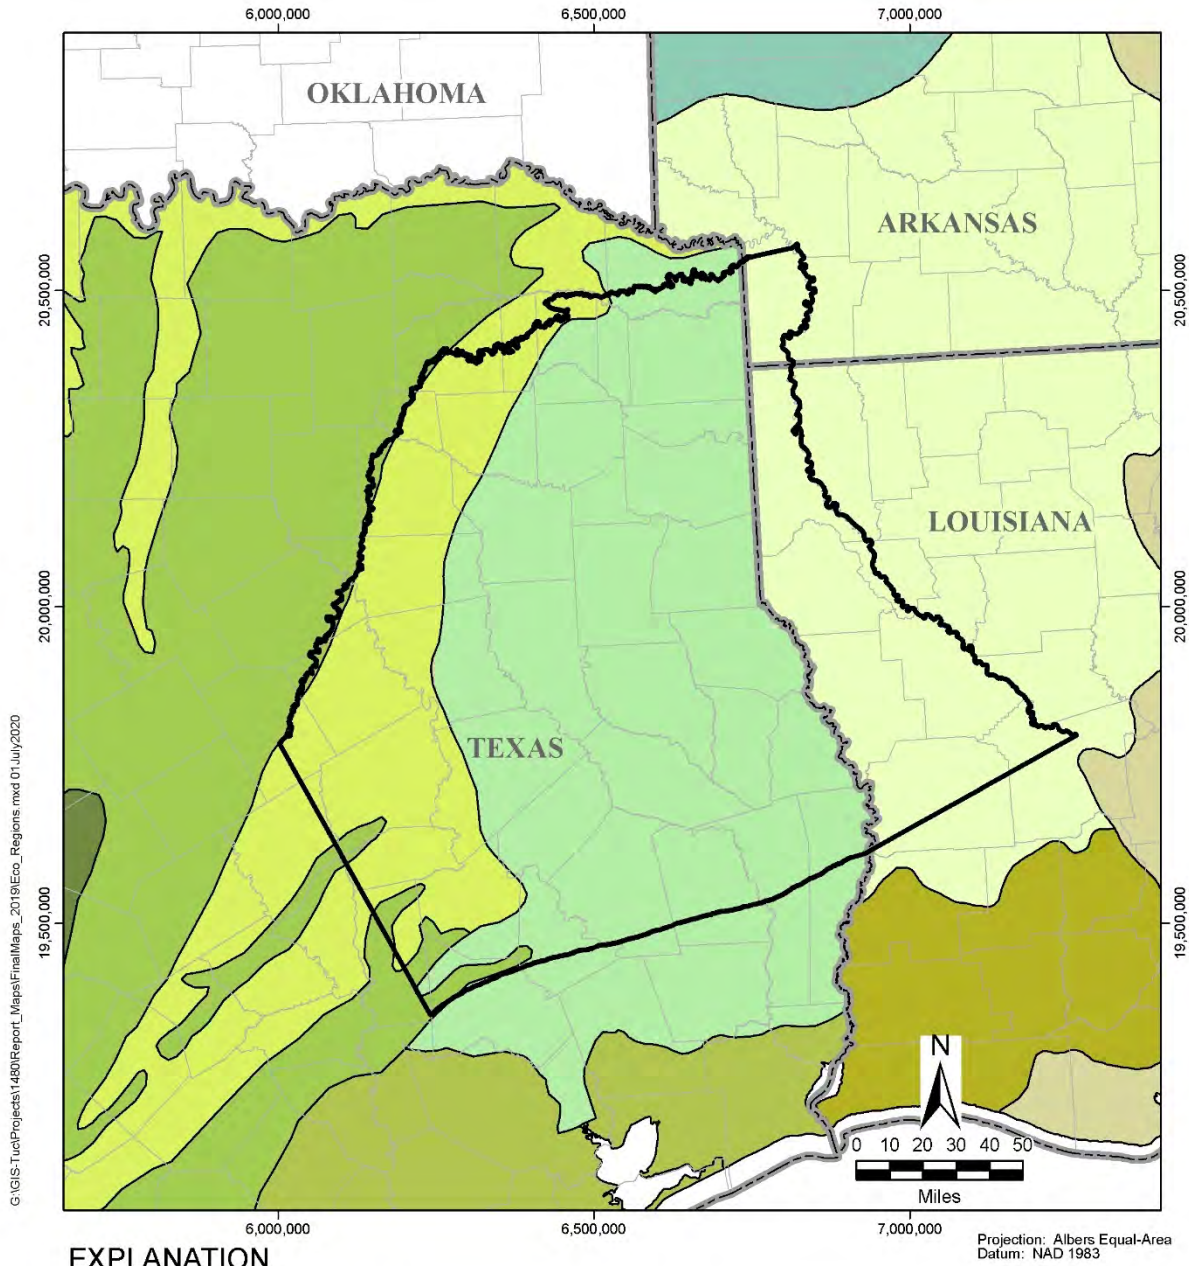 6,000,000 6,500,000 7,000,000
OKLAHOMA
ARKANSAS
20,500,000 20,500,000
LOUISIANA
20,000,000 20,000,000
TEXAS
19,500,000 19,500,000
G:\GIS-Tuc\Projects\1480\Report_Maps\FinalMaps_2019\Eco_Regions.mxd 01July2020
N
0 10 20 30 40 50
Miles
6,000,000 6,500,000 7,000,000
Projection: Albers Equal-Area
Datum: NAD 1983
EXPLANATION